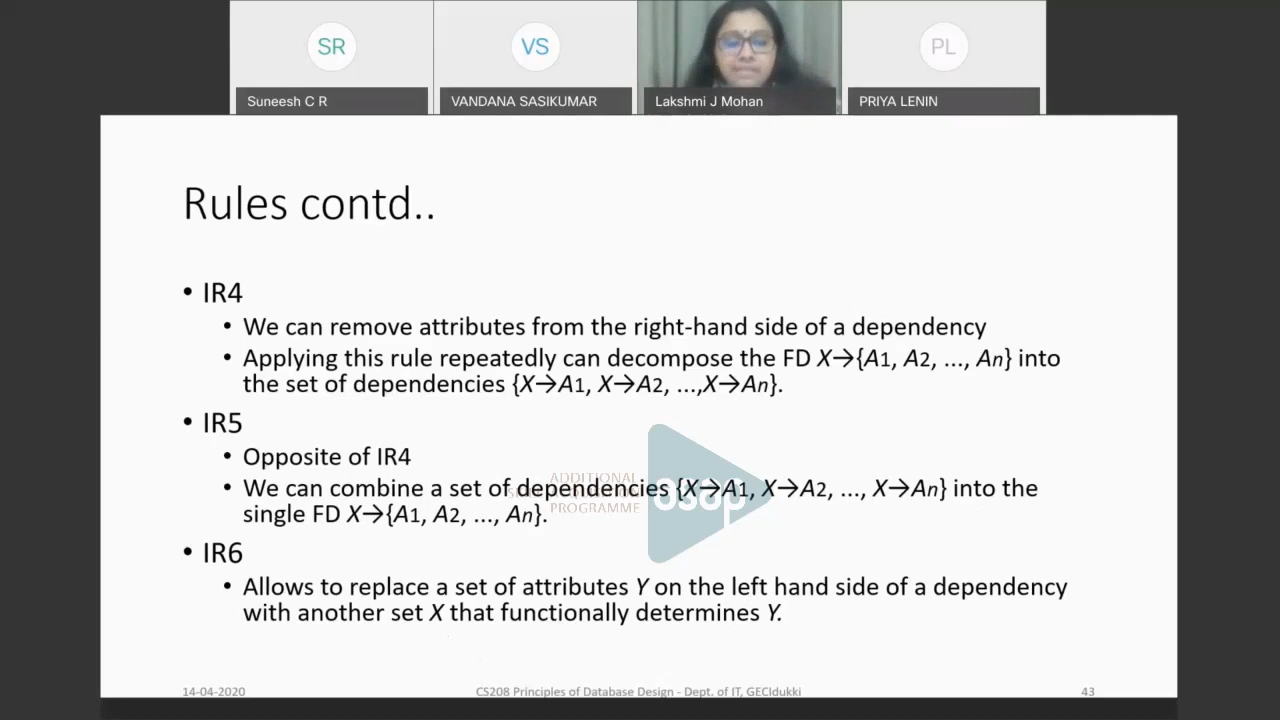 SR
VS
PL
Suneesh C R
VANDANA SASIKUMAR
Lakshmi J Mohan
PRIYA LENIN
Rules contd..
• IR4
• We can remove attributes from the right-hand side of a dependency
• Applying this rule repeatedly can decompose the FD X→{A1, A2, ..., An} into
the set of dependencies {X→A1, X→A2, ...,X→An}.
• IR5
• Opposite of IR4
• We can combine a set of dependencies {X→A1, X→A2, ..., X→An} into the
single FD X→{A1, A2, ..., An}.
ADDITIONAL
PROGRAMME
asap
• IR6
• Allows to replace a set of attributes Y on the left hand side of a dependency
with another set X that functionally determines Y.
14-04-2020
CS208 Principles of Database Design - Dept. of IT, GECIdukki
43